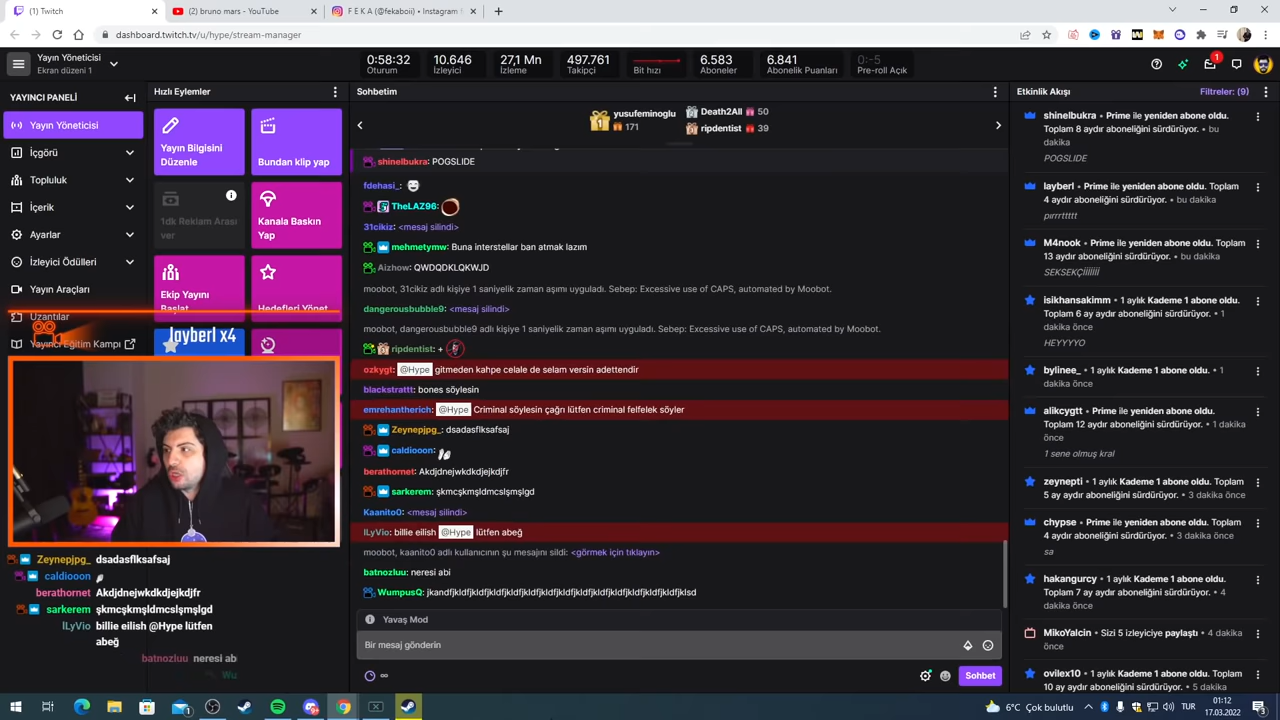 (1) Twitch
(2) bruno mars - YouTube
F E K A (@fekaboii) • Instagram f
dashboard.twitch.tv/u/hype/stream-manager
Yayın Yöneticisi
Ekran düzeni 1
0:58:32
Oturum
10.646
İzleyici
27,1 Mn
İzleme
497.761
Takipçi
Bit hızı
6.583
Aboneler
6.841
Abonelik Puanları
0:-5
Pre-roll Açık
1
YAYINCI PANELİ
Yayın Yöneticisi
İçgörü
Topluluk
İçerik
Ayarlar
İzleyici Ödülleri
Yayın Araçları
Uzantılar
Yayıncı Eğitim Kampı
Hızlı Eylemler
Yayın Bilgisini
Düzenle
Bundan klip yap
1dk Reklam Arası
ver
Kanala Baskın
Yap
Ekip Yayını
Başlat
Hedefleri Yönet
layberl x4
Zeynepjpg_ dsadasflksafsaj
caldiooon
berathornet Akdjdnejwkdkdjejkdjfr
sarkerem şkmcşkmşldmcslşmşlgd
ILyVio billie eilish @Hype lütfen
abeğ
batnozluu neresi ab
Wu
Sohbetim
1
yusufeminoglu
171
Death2All 50
ripdentist 39
shinelbukra: POGSLIDE
fdehasi_:
TheLAZ96:
31cikiz: <mesaj silindi>
mehmetymw: Buna interstellar ban atmak lazım
Aizhow: QWDQDKLQKWJD
moobot, 31cikiz adlı kişiye 1 saniyelik zaman aşımı uyguladı. Sebep: Excessive use of CAPS, automated by Moobot.
dangerousbubble9: <mesaj silindi>
moobot, dangerousbubble9 adlı kişiye 1 saniyelik zaman aşımı uyguladı. Sebep: Excessive use of CAPS, automated by Moobot.
ripdentist: +
ozkygt: @Hype gitmeden kahpe celale de selam versin adettendir
blackstrattt: bones söylesin
emrehantherich: @Hype Criminal söylesin çağrı lütfen criminal felfelek söyler
Zeynepjpg_: dsadasflksafsaj
caldiooon:
berathornet: Akdjdnejwkdkdjejkdjfr
sarkerem: şkmcşkmşldmcslşmşlgd
Kaanito0: <mesaj silindi>
ILyVio: billie eilish @Hype lütfen abeğ
moobot, kaanito0 adlı kullanıcının şu mesajını sildi: <görmek için tıklayın>
batnozluu: neresi abi
WumpusQ: jkandfjkldfjkldfjkldfjkldfjkldfjkldfjkldfjkldfjkldfjkldfjkldfjklsd
Yavaş Mod
Bir mesaj gönderin
∞
Sohbet
Etkinlik Akışı
Filtreler: (9)
shinelbukra • Prime ile yeniden abone oldu.
Toplam 8 aydır aboneliğini sürdürüyor. • bu
dakika
POGSLIDE
layberl • Prime ile yeniden abone oldu. Toplam
4 aydır aboneliğini sürdürüyor. • bu dakika
pırrrttttt
M4nook • Prime ile yeniden abone oldu. Toplam
13 aydır aboneliğini sürdürüyor. • bu dakika
SEKSEKÇİİİİİİ
isikhansakimm • 1 aylık Kademe 1 abone oldu.
Toplam 6 ay aydır aboneliğini sürdürüyor. • 1
dakika önce
HEYYYYO
bylinee_ • 1 aylık Kademe 1 abone oldu. • 1
dakika önce
alikcygtt • Prime ile yeniden abone oldu.
Toplam 12 aydır aboneliğini sürdürüyor. • 1 dakika
önce
1 sene olmuş kral
zeynepti • 1 aylık Kademe 1 abone oldu. Toplam
5 ay aydır aboneliğini sürdürüyor. • 3 dakika önce
chypse • Prime ile yeniden abone oldu. Toplam
4 aydır aboneliğini sürdürüyor. • 3 dakika önce
sa
hakangurcy • 1 aylık Kademe 1 abone oldu.
Toplam 7 ay aydır aboneliğini sürdürüyor. • 4
dakika önce
MikoYalcin • Sizi 5 izleyiciye paylaştı • 4 dakika
önce
ovilex10 • 1 aylık Kademe 1 abone oldu. Toplam
10 ay aydır aboneliğini sürdürüyor. • 5 dakika
6°C Çok bulutlu
TUR
01:12
17.03.2022
3